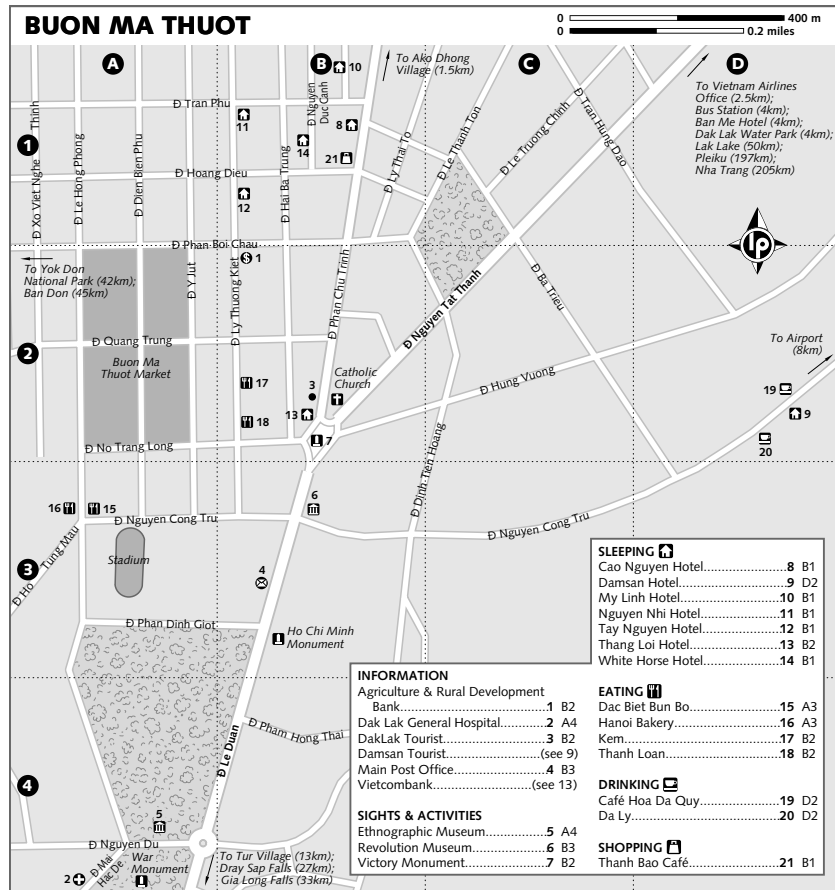 BUON MA THUOT
0 400 m
0 0.2 miles
A
B
C
D
1
2
3
4
To Ako Dhong
Village (1.5km)
To Vietnam Airlines
Office (2.5km);
Bus Station (4km);
Ban Me Hotel (4km);
Dak Lak Water Park (4km);
Lak Lake (50km);
Pleiku (197km);
Nha Trang (205km)
10
Đ Tran Phu
Đ Nguyen
Duc Canh
11
8
14
21
Đ Xo Viet Nghe Thinh
Đ Le Hong Phong
Đ Dien Bien Phu
Đ Hoang Dieu
Đ Hai Ba Trung
Đ Ly Thai To
Đ Le Thanh Ton
Đ Le Truong Chinh
Đ Tran Hung Dao
12
lp
Đ Phan Boi Chau
1
To Yok Don
National Park (42km);
Ban Don (45km)
Đ Y Jut
Đ Ly Thuong Kiet
Đ Phan Chu Trinh
Đ Nguyen Tat Thanh
Đ Ba Trieu
Đ Quang Trung
Buon Ma
Thuot Market
17
18
3
Catholic
Church
13
7
Đ Hung Vuong
To Airport
(8km)
19
9
20
Đ No Trang Long
Đ Dinh Tien Hoang
16
15
Đ Nguyen Cong Tru
6
Đ Nguyen Cong Tru
Đ Ho Tung Mau
Stadium
4
Đ Phan Dinh Giot
Ho Chi Minh
Monument
Đ Pham Hong Thai
Đ Le Duan
5
Đ Nguyen Du
Đ Mai
Hac De
War
Monument
2
To Tur Village (13km);
Dray Sap Falls (27km);
Gia Long Falls (33km)
INFORMATION
Agriculture & Rural Development
Bank 1 B2
Dak Lak General Hospital 2 A4
DakLak Tourist 3 B2
Damsan Tourist (see 9)
Main Post Office 4 B3
Vietcombank (see 13)
SIGHTS & ACTIVITIES
Ethnographic Museum 5 A4
Revolution Museum 6 B3
Victory Monument 7 B2
SLEEPING
Cao Nguyen Hotel 8 B1
Damsan Hotel 9 D2
My Linh Hotel 10 B1
Nguyen Nhi Hotel 11 B1
Tay Nguyen Hotel 12 B1
Thang Loi Hotel 13 B2
White Horse Hotel 14 B1
EATING
Dac Biet Bun Bo 15 A3
Hanoi Bakery 16 A3
Kem 17 B2
Thanh Loan 18 B2
DRINKING
Café Hoa Da Quy 19 D2
Da Ly 20 D2
SHOPPING
Thanh Bao Café 21 B1